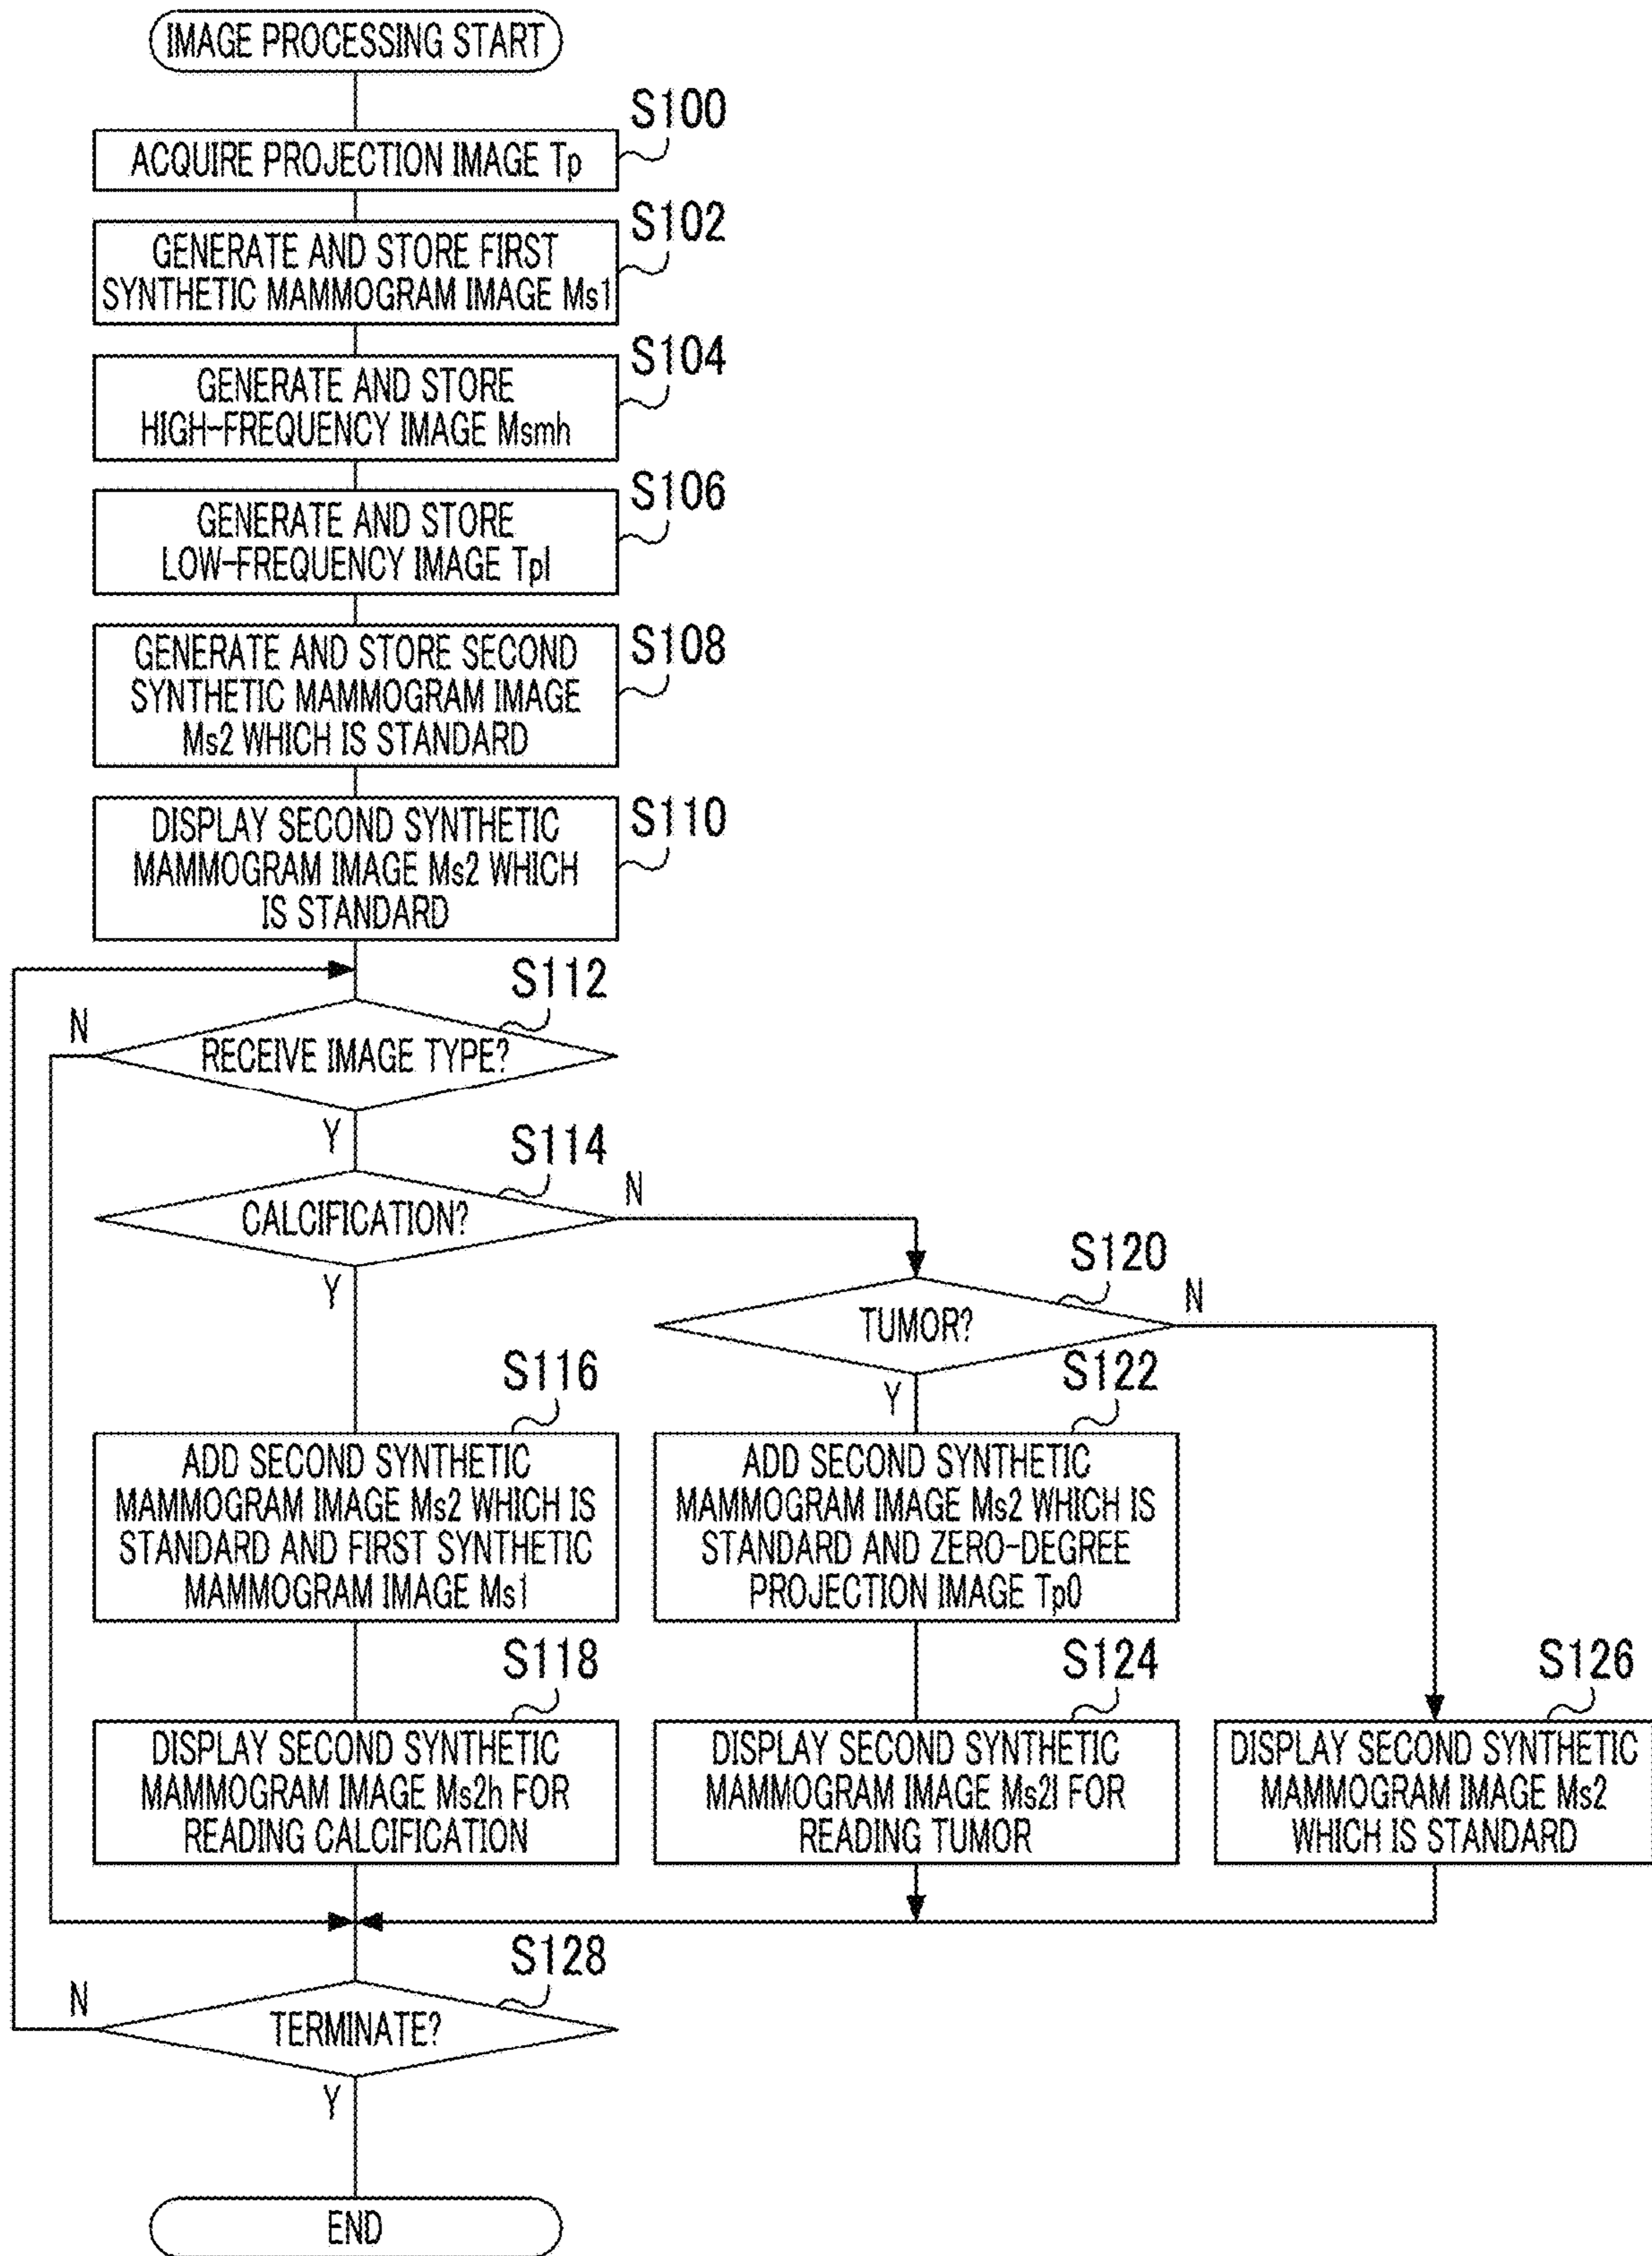 IMAGE PROCESSING START
S100
ACQUIRE PROJECTION IMAGE Tp
S102
GENERATE AND STORE FIRST
SYNTHETIC MAMMOGRAM IMAGE Ms1
S104
GENERATE AND STORE
HIGH-FREQUENCY IMAGE Msmh
S106
GENERATE AND STORE
LOW-FREQUENCY IMAGE Tpl
S108
GENERATE AND STORE SECOND
SYNTHETIC MAMMOGRAM IMAGE
Ms2 WHICH IS STANDARD
S110
DISPLAY SECOND SYNTHETIC
MAMMOGRAM IMAGE Ms2 WHICH
IS STANDARD
S112
N
RECEIVE IMAGE TYPE?
Y
S114
N
CALCIFICATION?
Y
S120
N
TUMOR?
Y
S116
ADD SECOND SYNTHETIC
MAMMOGRAM IMAGE Ms2 WHICH IS
STANDARD AND FIRST SYNTHETIC
MAMMOGRAM IMAGE Ms1
S122
ADD SECOND SYNTHETIC
MAMMOGRAM IMAGE Ms2 WHICH IS
STANDARD AND ZERO-DEGREE
PROJECTION IMAGE Tp0
S118
DISPLAY SECOND SYNTHETIC
MAMMOGRAM IMAGE Ms2h FOR
READING CALCIFICATION
S124
DISPLAY SECOND SYNTHETIC
MAMMOGRAM IMAGE Ms2l FOR
READING TUMOR
S126
DISPLAY SECOND SYNTHETIC
MAMMOGRAM IMAGE Ms2
WHICH IS STANDARD
S128
N
TERMINATE?
Y
END